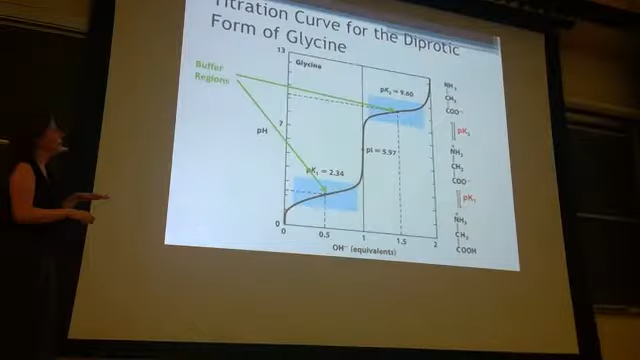 Titration Curve for the Diprotic
Form of Glycine
13
Glycine
Buffer
Regions
pK₂ = 9.60
7
pH
pI = 5.97
pK₁ = 2.34
0
0
0.5
1
1.5
2
OH⁻ (equivalents)
NH₂
CH₂
COO⁻
pK₂
NH₃
CH₂
COO⁻
pK₁
NH₃
CH₂
COOH